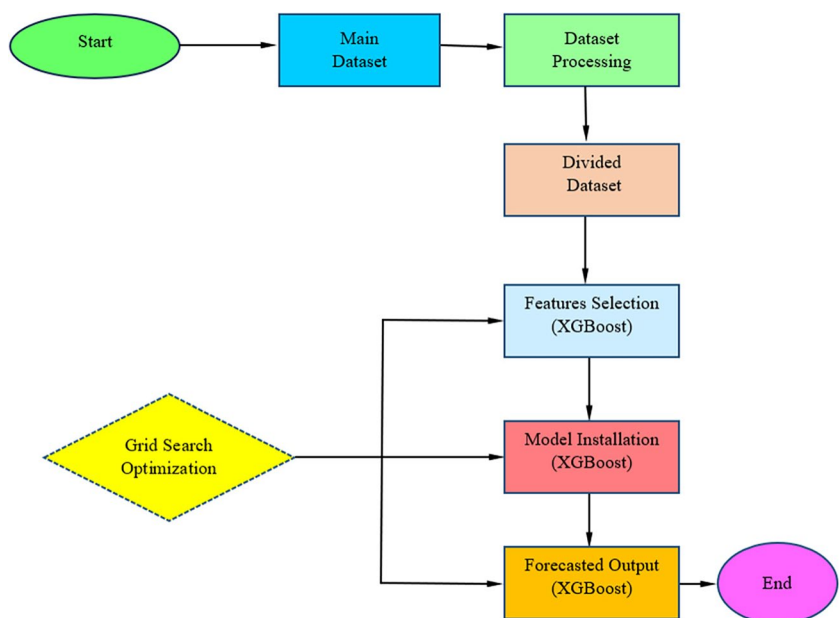 Start
Main
Dataset
Dataset
Processing
Divided
Dataset
Features Selection
(XGBoost)
Grid Search
Optimization
Model Installation
(XGBoost)
Forecasted Output
(XGBoost)
End